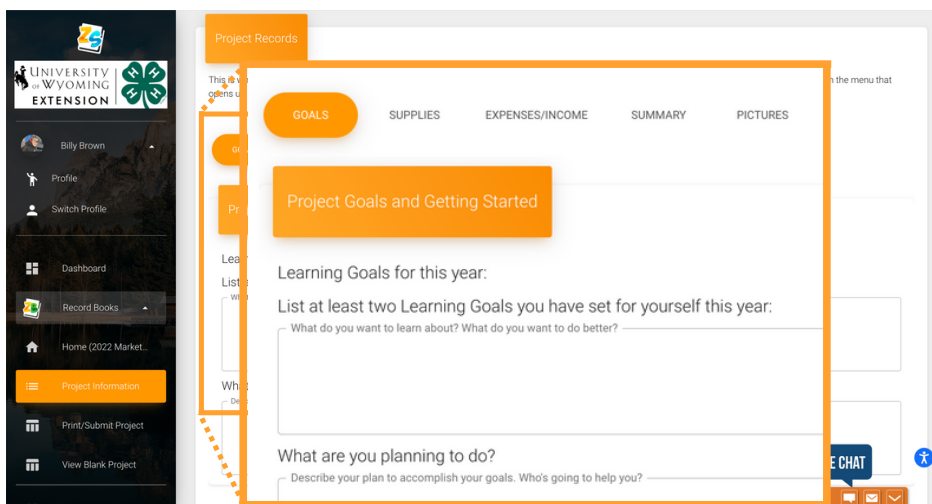 UNIVERSITY
OF WYOMING
EXTENSION
H H
H H
Billy Brown
Profile
Switch Profile
Dashboard
Record Books
Home (2022 Market...
Project Information
Print/Submit Project
View Blank Project
Project Records
This is
n the menu that
opens u
GOALS SUPPLIES EXPENSES/INCOME SUMMARY PICTURES
Project Goals and Getting Started
Learning Goals for this year:
List at least two Learning Goals you have set for yourself this year:
What do you want to learn about? What do you want to do better?
What are you planning to do?
Describe your plan to accomplish your goals. Who's going to help you?
E CHAT